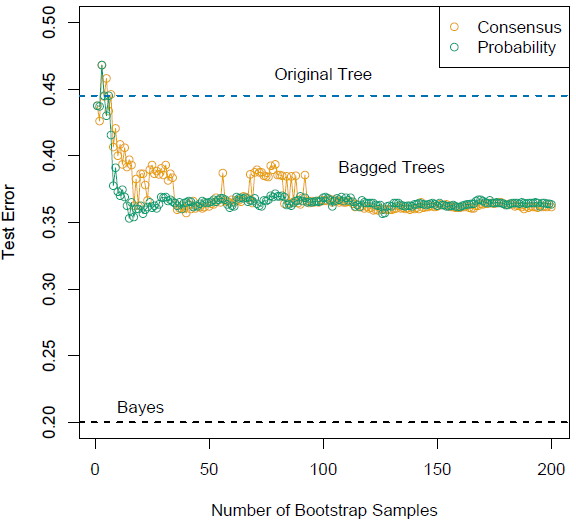 Consensus
Probability
Original Tree
Bagged Trees
Bayes
Test Error
0.50
0.45
0.40
0.35
0.30
0.25
0.20
0
50
100
150
200
Number of Bootstrap Samples